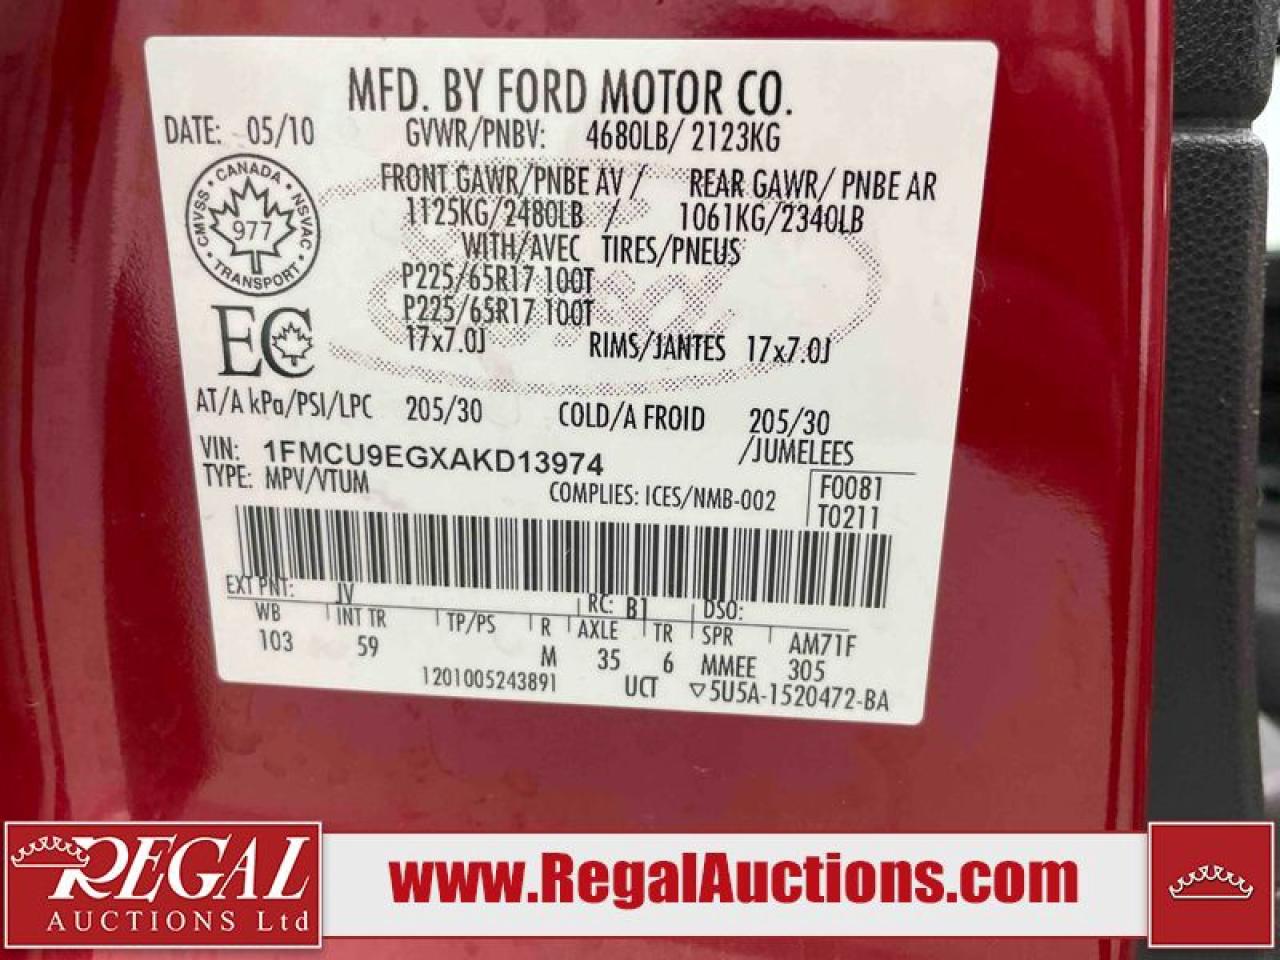 MFD. BY FORD MOTOR CO.
DATE: 05/10 GVWR/PNBV: 4680LB/ 2123KG
FRONT GAWR/PNBE AV / REAR GAWR/ PNBE AR
1125KG/2480LB / 1061KG/2340LB
WITH/AVEC TIRES/PNEUS
P225/65R17 100T
P225/65R17 100T
17x7.0J RIMS/JANTES 17x7.0J
CANADA
CMVSS • NSVAC
977
TRANSPORT
EC
AT/A kPa/PSI/LPC 205/30 COLD/A FROID 205/30
/JUMELEES
VIN: 1FMCU9EGXAKD13974
TYPE: MPV/VTUM
COMPLIES: ICES/NMB-002
F0081
T0211
EXT PNT: JV RC: B1 DSO:
WB INT TR TP/PS R AXLE TR SPR AM71F
103 59 M 35 6 MMEE 305
1201005243891 UCT ▽5U5A-1520472-BA
REGAL
AUCTIONS Ltd
www.RegalAuctions.com